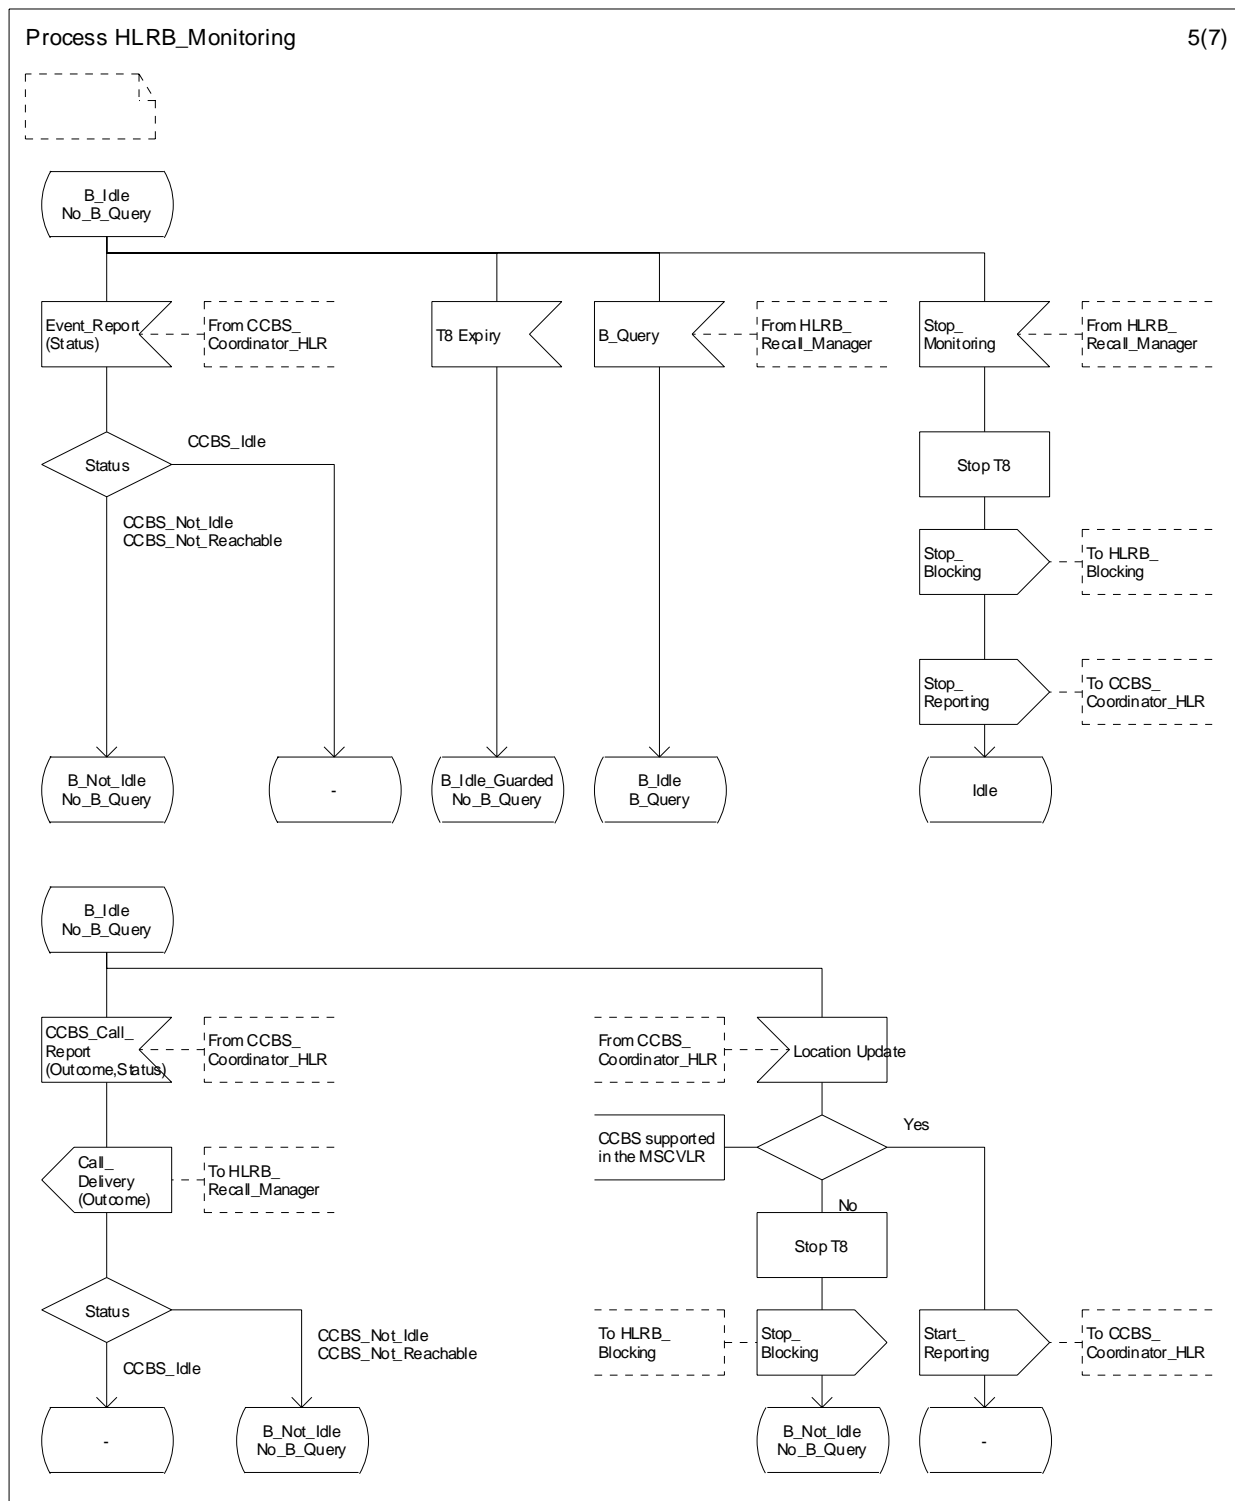 Process HLRB_Monitoring
5(7)
B_Idle
No_B_Query
Event_Report
(Status)
From CCBS_
Coordinator_HLR
T8 Expiry
B_Query
From HLRB_
Recall_Manager
Stop_
Monitoring
From HLRB_
Recall_Manager
Status
CCBS_Idle
CCBS_Not_Idle
CCBS_Not_Reachable
Stop T8
Stop_
Blocking
To HLRB_
Blocking
Stop_
Reporting
To CCBS_
Coordinator_HLR
B_Not_Idle
No_B_Query
-
B_Idle_Guarded
No_B_Query
B_Idle
B_Query
Idle
B_Idle
No_B_Query
CCBS_Call_
Report
(Outcome,Status)
From CCBS_
Coordinator_HLR
From CCBS_
Coordinator_HLR
Location Update
Call_
Delivery
(Outcome)
To HLRB_
Recall_Manager
CCBS supported
in the MSCVLR
Yes
No
Stop T8
Status
CCBS_Not_Idle
CCBS_Not_Reachable
CCBS_Idle
To HLRB_
Blocking
Stop_
Blocking
Start_
Reporting
To CCBS_
Coordinator_HLR
-
B_Not_Idle
No_B_Query
B_Not_Idle
No_B_Query
-